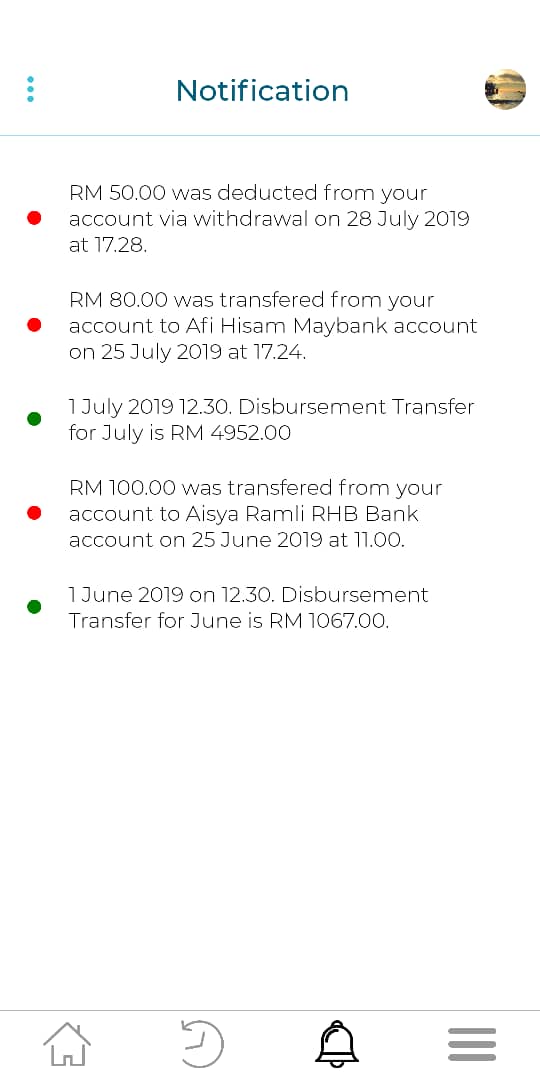 Notification
RM 50.00 was deducted from your
account via withdrawal on 28 July 2019
at 17.28.
RM 80.00 was transfered from your
account to Afi Hisam Maybank account
on 25 July 2019 at 17.24.
1 July 2019 12.30. Disbursement Transfer
for July is RM 4952.00
RM 100.00 was transfered from your
account to Aisya Ramli RHB Bank
account on 25 June 2019 at 11.00.
1 June 2019 on 12.30. Disbursement
Transfer for June is RM 1067.00.